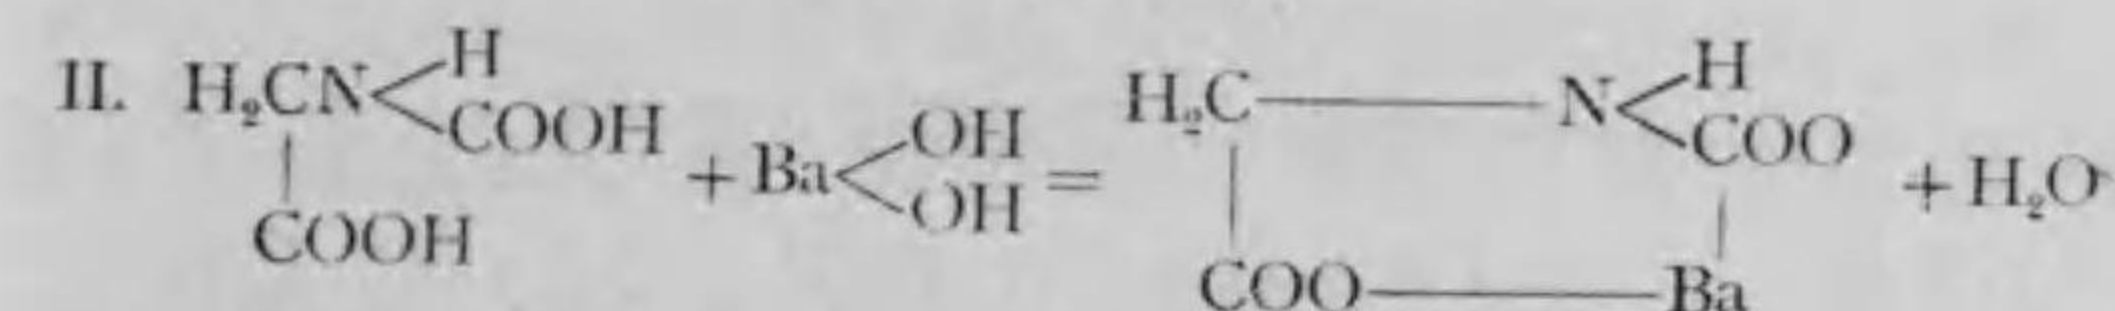 II. H₂CN<H COOH + Ba<OH OH = H₂C—N<H COO + H₂O
COOH COO—Ba